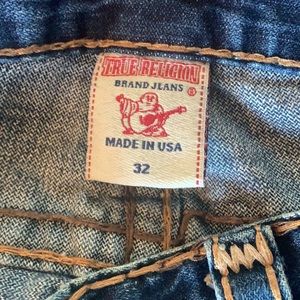 TRUE RELIGION
BRAND JEANS
MADE IN USA
32